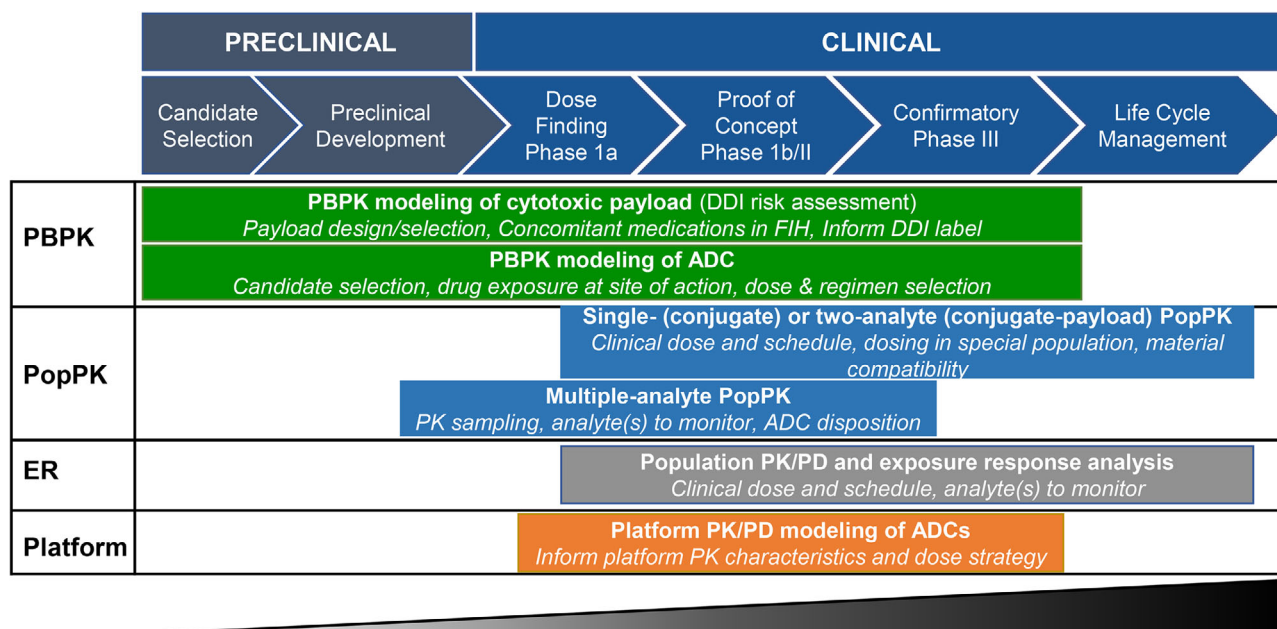 PRECLINICAL
CLINICAL
Candidate
Selection
Preclinical
Development
Dose
Finding
Phase 1a
Proof of
Concept
Phase 1b/II
Confirmatory
Phase III
Life Cycle
Management
PBPK
PBPK modeling of cytotoxic payload (DDI risk assessment)
Payload design/selection, Concomitant medications in FIH, Inform DDI label
PBPK modeling of ADC
Candidate selection, drug exposure at site of action, dose & regimen selection
PopPK
Single- (conjugate) or two-analyte (conjugate-payload) PopPK
Clinical dose and schedule, dosing in special population, material
compatibility
Multiple-analyte PopPK
PK sampling, analyte(s) to monitor, ADC disposition
ER
Population PK/PD and exposure response analysis
Clinical dose and schedule, analyte(s) to monitor
Platform
Platform PK/PD modeling of ADCs
Inform platform PK characteristics and dose strategy